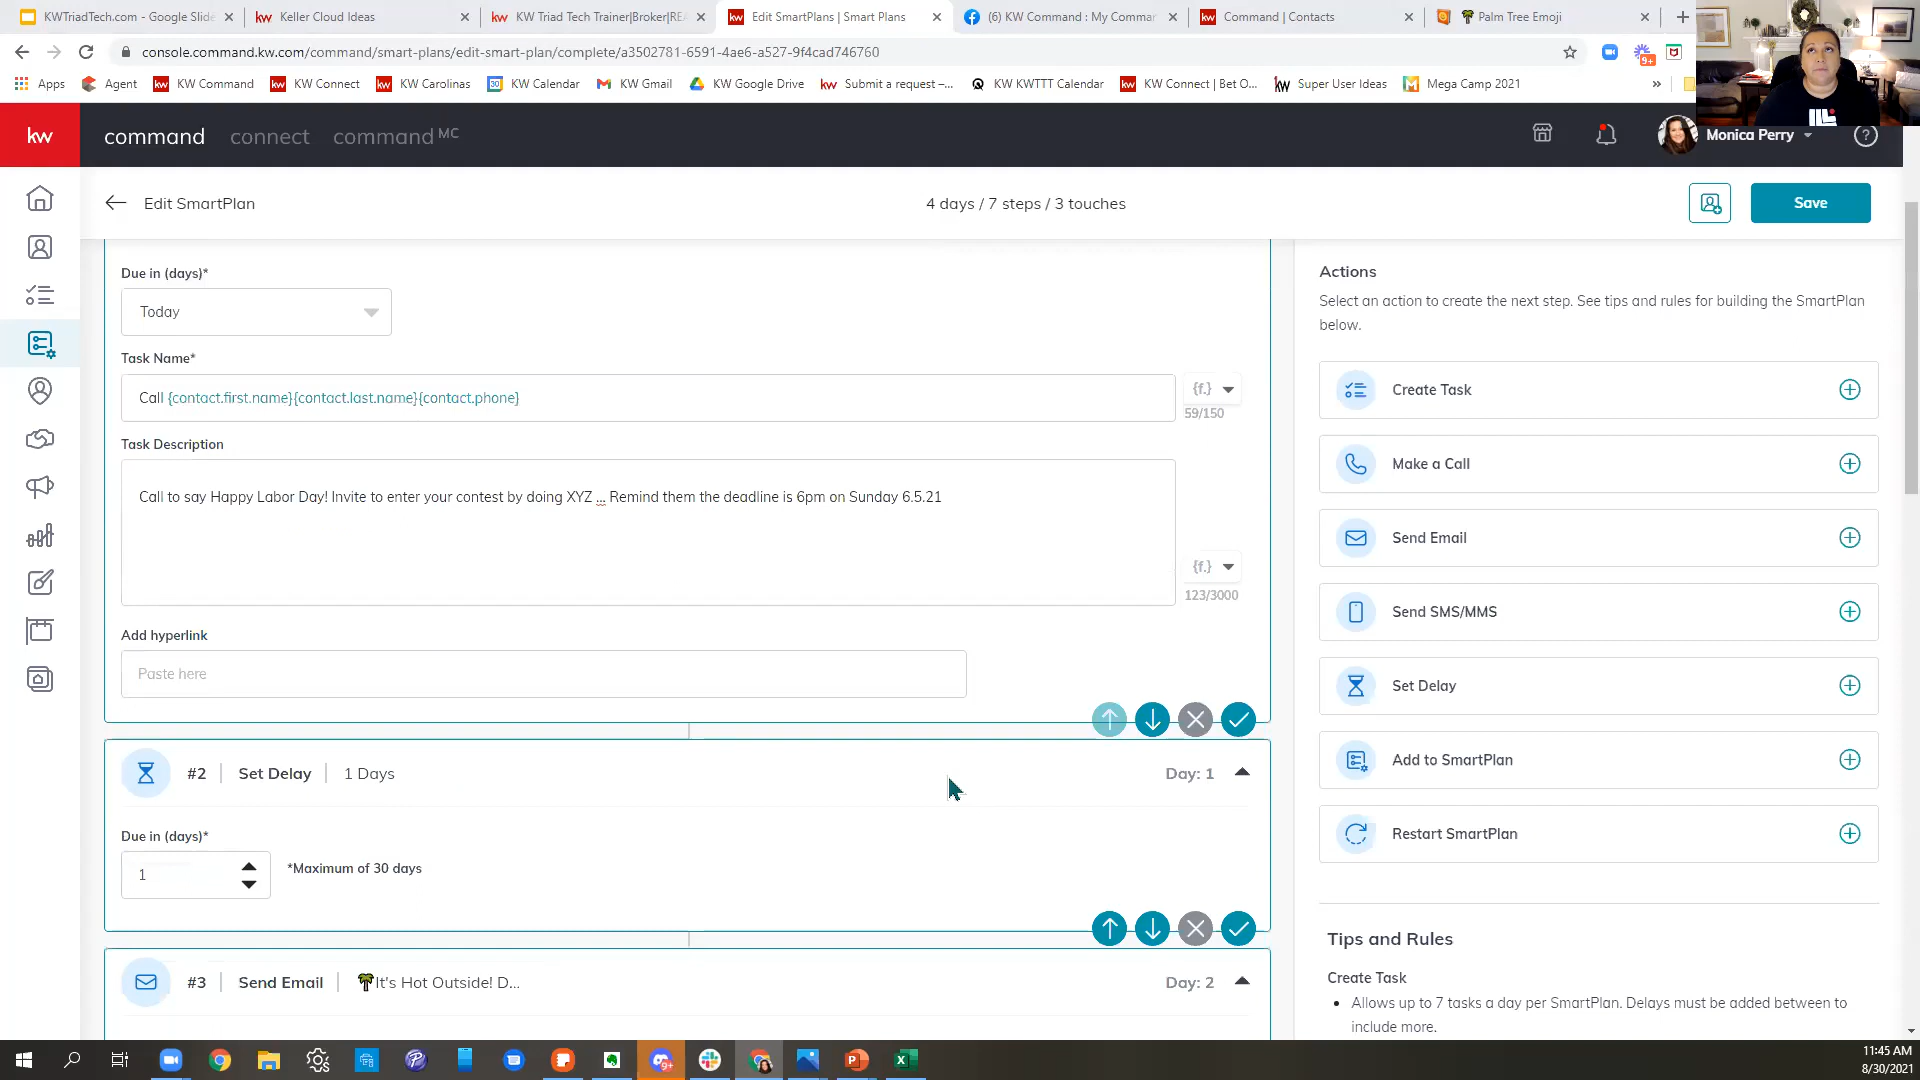 KWTriadTech.com - Google Slide
Keller Cloud Ideas
KW Triad Tech Trainer|Broker|REA
Edit SmartPlans | Smart Plans
(6) KW Command : My Comman
Command | Contacts
Palm Tree Emoji
console.command.kw.com/command/smart-plans/edit-smart-plan/complete/a3502781-6591-4ae6-a527-9f4cad746760
9+
Apps
Agent
KW Command
KW Connect
KW Carolinas
KW Calendar
KW Gmail
KW Google Drive
Submit a request –...
KW KWTTT Calendar
KW Connect | Bet O...
Super User Ideas
Mega Camp 2021
»
kw
command
connect
command MC
Monica Perry
?
Edit SmartPlan
4 days / 7 steps / 3 touches
Save
Due in (days)*
Today
Task Name*
Call {contact.first.name}{contact.last.name}{contact.phone}
{f.}
59/150
Task Description
Call to say Happy Labor Day! Invite to enter your contest by doing XYZ ... Remind them the deadline is 6pm on Sunday 6.5.21
{f.}
123/3000
Add hyperlink
Paste here
#2 Set Delay 1 Days
Day: 1
Due in (days)*
1
*Maximum of 30 days
#3 Send Email 🌴It's Hot Outside! D...
Day: 2
Actions
Select an action to create the next step. See tips and rules for building the SmartPlan
below.
Create Task
Make a Call
Send Email
Send SMS/MMS
Set Delay
Add to SmartPlan
Restart SmartPlan
Tips and Rules
Create Task
• Allows up to 7 tasks a day per SmartPlan. Delays must be added between to
include more.
9+
11:45 AM
8/30/2021